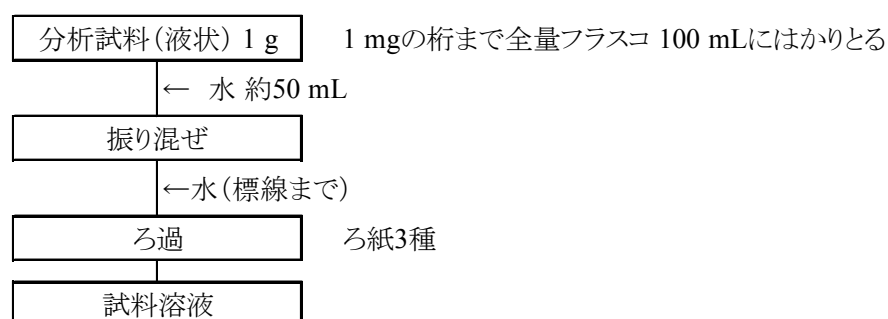 分析試料(液状) 1 g 1 mgの桁まで全量フラスコ 100 mLにはかりとる
← 水 約50 mL
振り混ぜ
←水(標線まで)
ろ過 ろ紙3種
試料溶液